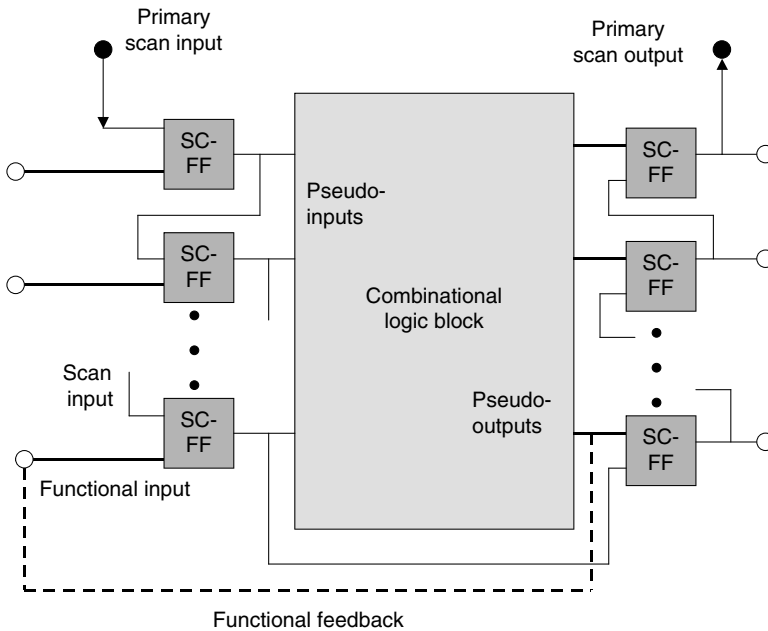 Primary
scan input
Primary
scan output
SC-
FF
SC-
FF
Pseudo-
inputs
SC-
FF
SC-
FF
Combinational
logic block
Scan
input
SC-
FF
Pseudo-
outputs
SC-
FF
Functional input
Functional feedback